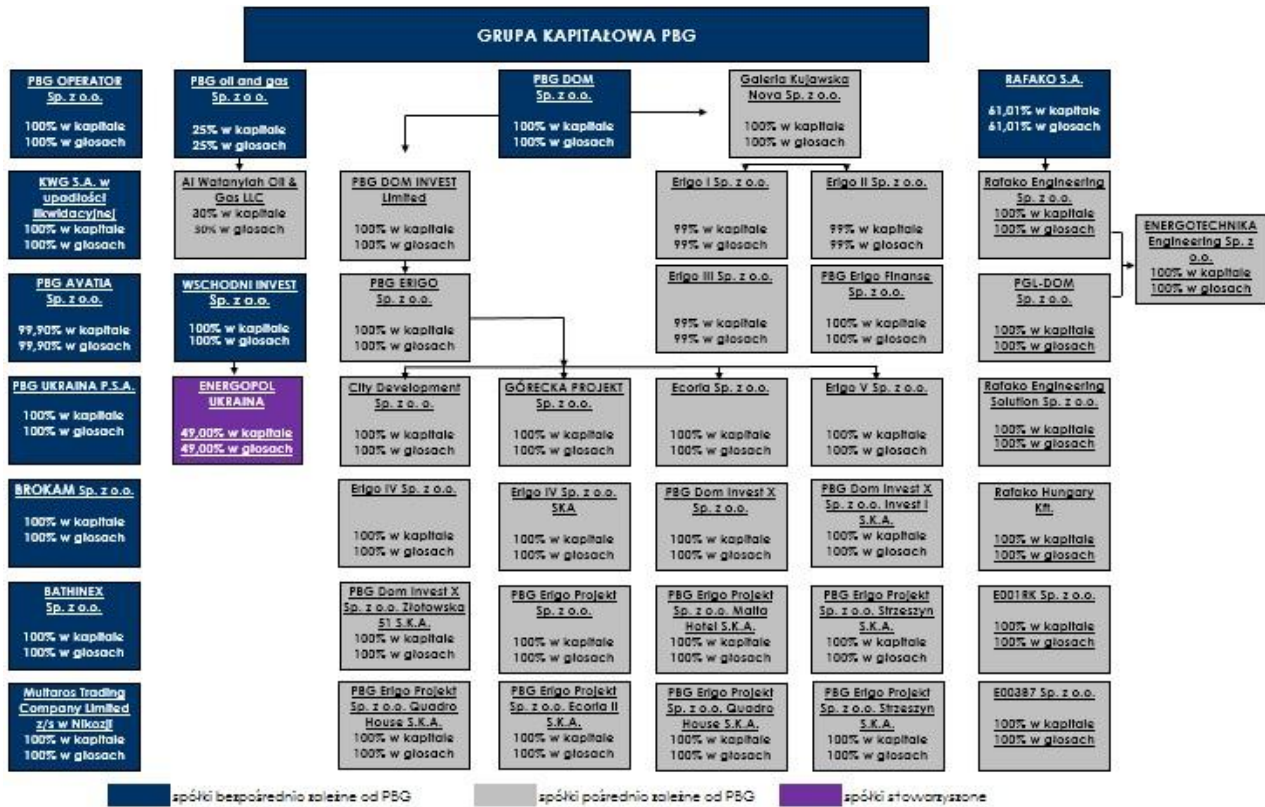 GRUPA KAPITAŁOWA PBG
PBG OPERATOR
Sp. z o.o.
100% w kapitale
100% w głosach
PBG oil and gas
Sp. z o o.
25% w kapitale
25% w głosach
PBG DOM
Sp. z o.o.
100% w kapitale
100% w głosach
Galeria Kujawska
Nova Sp. z o.o.
100% w kapitale
100% w głosach
RAFAKO S.A.
61,01% w kapitale
61,01% w głosach
KWG S.A. w
upadłości
likwidacyjnej
100% w kapitale
100% w głosach
Al Watanyiah Oil &
Gas LLC
30% w kapitale
30% w głosach
PBG DOM INVEST
Limited
100% w kapitale
100% w głosach
Erigo I Sp. z o.o.
99% w kapitale
99% w głosach
Erigo II Sp. z o.o.
99% w kapitale
99% w głosach
Rafako Engineering
Sp. z o.o.
100% w kapitale
100% w głosach
ENERGOTECHNIKA
Engineering Sp. z
o.o.
100% w kapitale
100% w głosach
PBG AVATIA
Sp. z o.o.
99,90% w kapitale
99,90% w głosach
WSCHODNI INVEST
Sp. z o.o.
100% w kapitale
100% w głosach
PBG ERIGO
Sp. z o.o.
100% w kapitale
100% w głosach
Erigo III Sp. z o.o.
99% w kapitale
99% w głosach
PBG Erigo Finanse
Sp. z o.o.
100% w kapitale
100% w głosach
PGL-DOM
Sp. z o.o.
100% w kapitale
100% w głosach
PBG UKRAINA P.S.A.
100% w kapitale
100% w głosach
ENERGOPOL
UKRAINA
49,00% w kapitale
49,00% w głosach
City Development
Sp. z o. o.
100% w kapitale
100% w głosach
GÓRECKA PROJEKT
Sp. z o.o.
100% w kapitale
100% w głosach
Ecoria Sp. z o.o.
100% w kapitale
100% w głosach
Erigo V Sp. z o.o.
100% w kapitale
100% w głosach
Rafako Engineering
Solution Sp. z o.o.
100% w kapitale
100% w głosach
BROKAM Sp. z o.o.
100% w kapitale
100% w głosach
Erigo IV Sp. z o.o.
100% w kapitale
100% w głosach
Erigo IV Sp. z o.o.
SKA
100% w kapitale
100% w głosach
PBG Dom Invest X
Sp. z o.o.
100% w kapitale
100% w głosach
PBG Dom Invest X
Sp. z o.o. Invest I
S.K.A.
100% w kapitale
100% w głosach
Rafako Hungary
Kft.
100% w kapitale
100% w głosach
BATHINEX
Sp. z o.o.
100% w kapitale
100% w głosach
PBG Dom Invest X
Sp. z o.o. Złotowska
51 S.K.A.
100% w kapitale
100% w głosach
PBG Erigo Projekt
Sp. z o.o.
100% w kapitale
100% w głosach
PBG Erigo Projekt
Sp. z o.o. Malta
Hotel S.K.A.
100% w kapitale
100% w głosach
PBG Erigo Projekt
Sp. z o.o. Strzeszyn
S.K.A.
100% w kapitale
100% w głosach
E001RK Sp. z o.o.
100% w kapitale
100% w głosach
Multaros Trading
Company Limited
z/s w Nikozji
100% w kapitale
100% w głosach
PBG Erigo Projekt
Sp. z o.o. Quadro
House S.K.A.
100% w kapitale
100% w głosach
PBG Erigo Projekt
Sp. z o.o. Ecoria II
S.K.A.
100% w kapitale
100% w głosach
PBG Erigo Projekt
Sp. z o.o. Quadro
House S.K.A.
100% w kapitale
100% w głosach
PBG Erigo Projekt
Sp. z o.o. Strzeszyn
S.K.A.
100% w kapitale
100% w głosach
E003B7 Sp. z o.o.
100% w kapitale
100% w głosach
spółki bezpośrednio zależne od PBG
spółki pośrednio zależne od PBG
spółki stowarzyszone